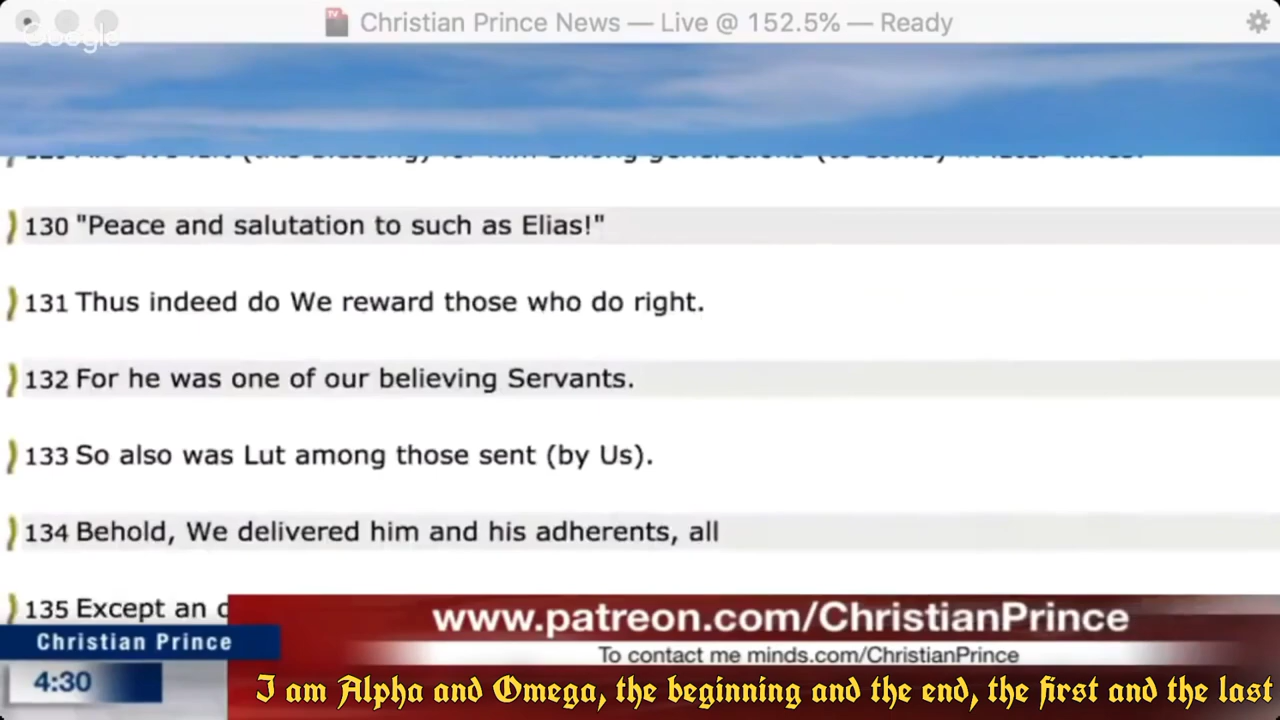 Christian Prince News — Live @ 152.5% — Ready
Google
130 "Peace and salutation to such as Elias!"
131 Thus indeed do We reward those who do right.
132 For he was one of our believing Servants.
133 So also was Lut among those sent (by Us).
134 Behold, We delivered him and his adherents, all
135 Except an
www.patreon.com/ChristianPrince
Christian Prince
To contact me minds.com/ChristianPrince
4:30
I am Alpha and Omega, the beginning and the end, the first and the last